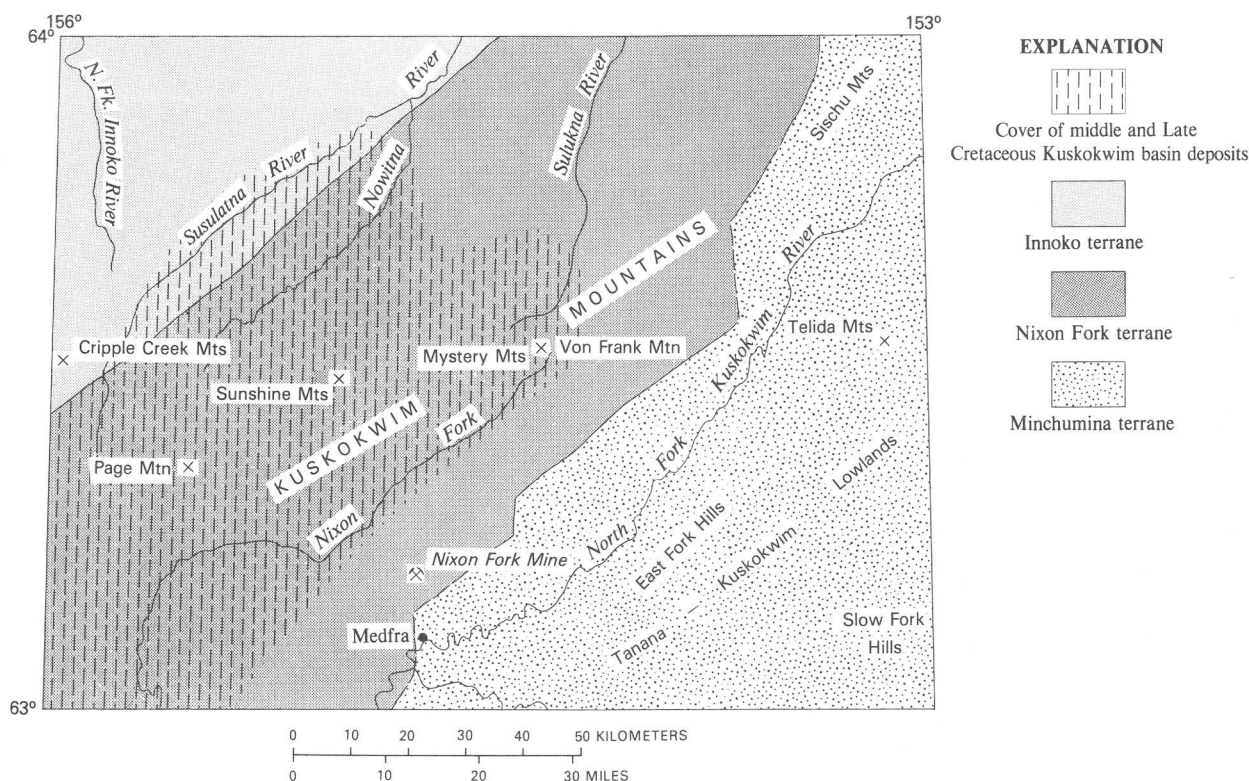 156°
153°
64°
N. Fk. Innoko River
River
Sulukna River
Sischu Mts
Susulatna River
Nowitna
MOUNTAINS
River
Cripple Creek Mts
Mystery Mts
Von Frank Mtn
Telida Mts
Sunshine Mts
Kuskokwim
KUSKOKWIM
Fork
Page Mtn
Lowlands
Nixon
Fork
Nixon Fork Mine
North
East Fork Hills
Kuskokwim
Medfra
Tanana
Slow Fork
Hills
63°
0 10 20 30 40 50 KILOMETERS
0 10 20 30 MILES
EXPLANATION
Cover of middle and Late
Cretaceous Kuskokwim basin deposits
Innoko terrane
Nixon Fork terrane
Minchumina terrane